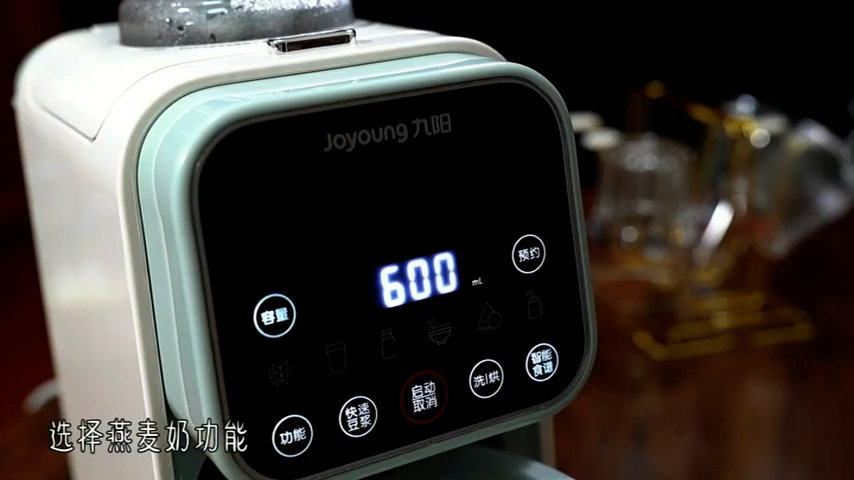 Joyoung 九阳
预约
600 mL
容量
智能
食谱
洗|烘
启动
取消
快速
豆浆
功能
选择燕麦奶功能